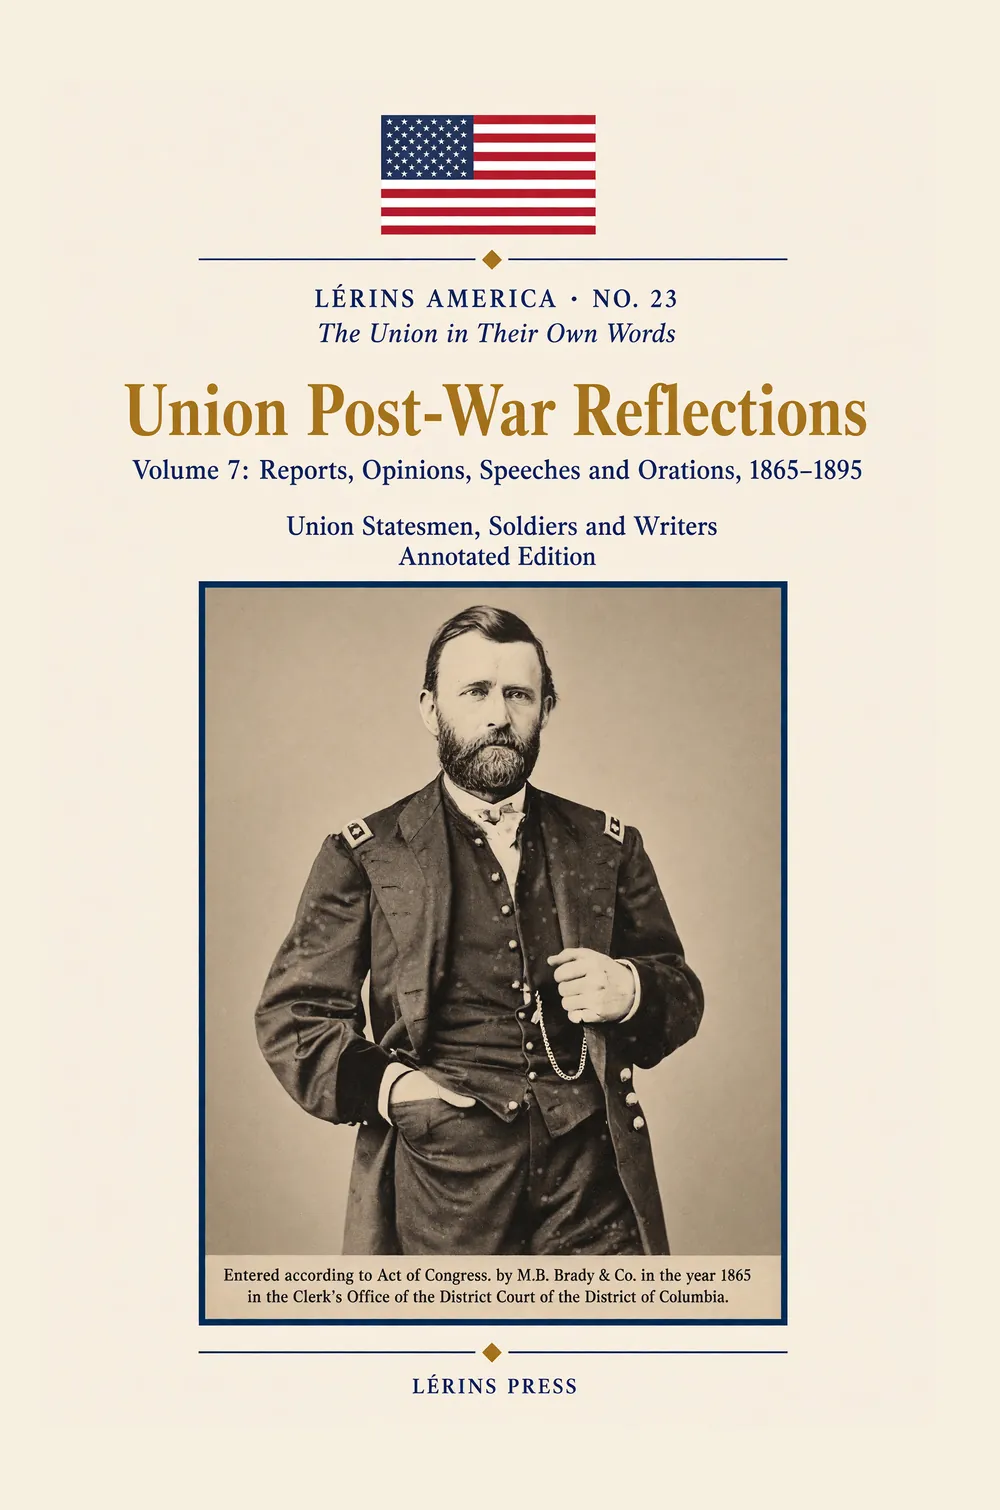 LÉRINS AMERICA · NO. 23
The Union in Their Own Words
Union Post-War Reflections
Volume 7: Reports, Opinions, Speeches and Orations, 1865–1895
Union Statesmen, Soldiers and Writers
Annotated Edition
Entered according to Act of Congress. by M.B. Brady & Co. in the year 1865
in the Clerk's Office of the District Court of the District of Columbia.
LÉRINS PRESS